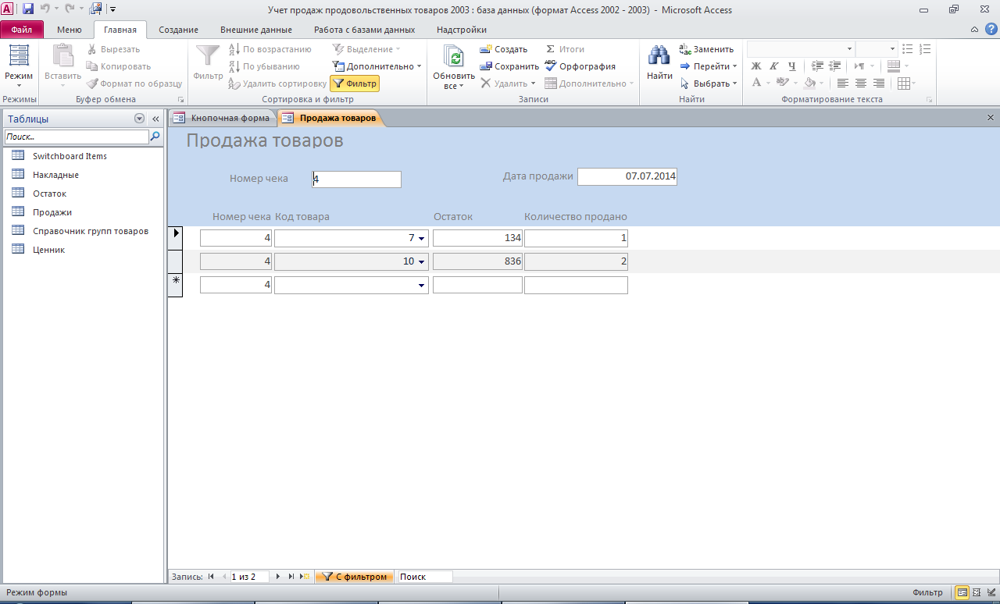 Учет продаж продовольственных товаров 2003 : база данных (формат Access 2002 - 2003) - Microsoft Access
Файл Меню Главная Создание Внешние данные Работа с базами данных Надстройки
Режим
Режимы
Вставить
Вырезать
Копировать
Формат по образцу
Буфер обмена
Фильтр
По возрастанию
По убыванию
Удалить сортировку
Выделение
Дополнительно
Фильтр
Сортировка и фильтр
Обновить
все
Создать
Сохранить
Удалить
Итоги
Орфография
Дополнительно
Записи
Найти
Заменить
Перейти
Выбрать
Найти
Ж К Ч
А
Форматирование текста
Таблицы
Поиск...
Switchboard Items
Накладные
Остаток
Продажи
Справочник групп товаров
Ценник
Кнопочная форма Продажа товаров
Продажа товаров
Номер чека 4 Дата продажи 07.07.2014
Номер чека Код товара Остаток Количество продано
4 7 134 1
4 10 836 2
4
Запись: 1 из 2 С фильтром Поиск
Режим формы Фильтр